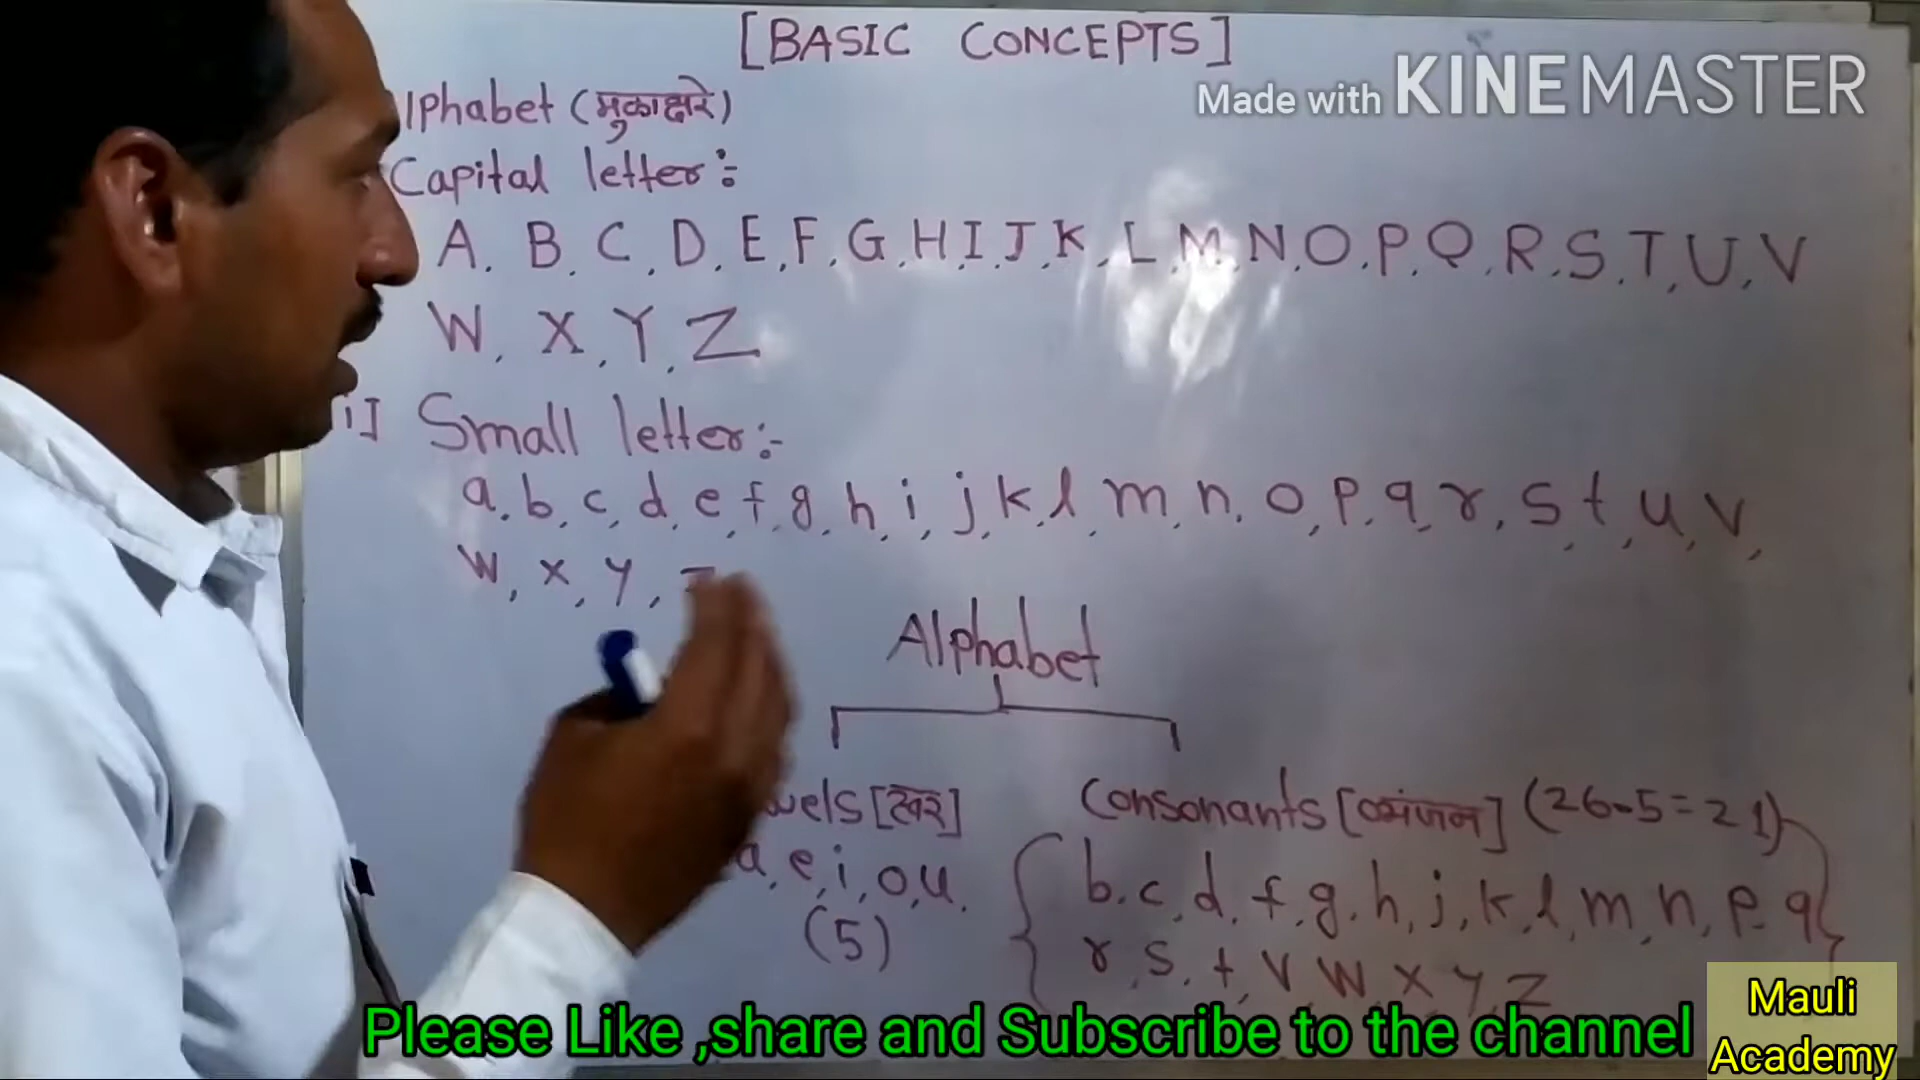 [BASIC CONCEPTS]
Made with KINEMASTER
lphabet (मुळाक्षरे)
Capital letter :-
A, B, C, D, E, F, G, H, I, J, K, L, M, N, O, P, Q, R, S, T, U, V
W, X, Y, Z
i] Small letter :-
a, b, c, d, e, f, g, h, i, j, k, l, m, n, o, p, q, r, s, t, u, v,
w, x, y, z
Alphabet
wels [स्वर]
Consonants [व्यंजन] (26-5=21)
a, e, i, o, u.
(5)
b, c, d, f, g, h, j, k, l, m, n, p, q
r, s, t, v, w, x, y, z
Please Like ,share and Subscribe to the channel
Mauli
Academy